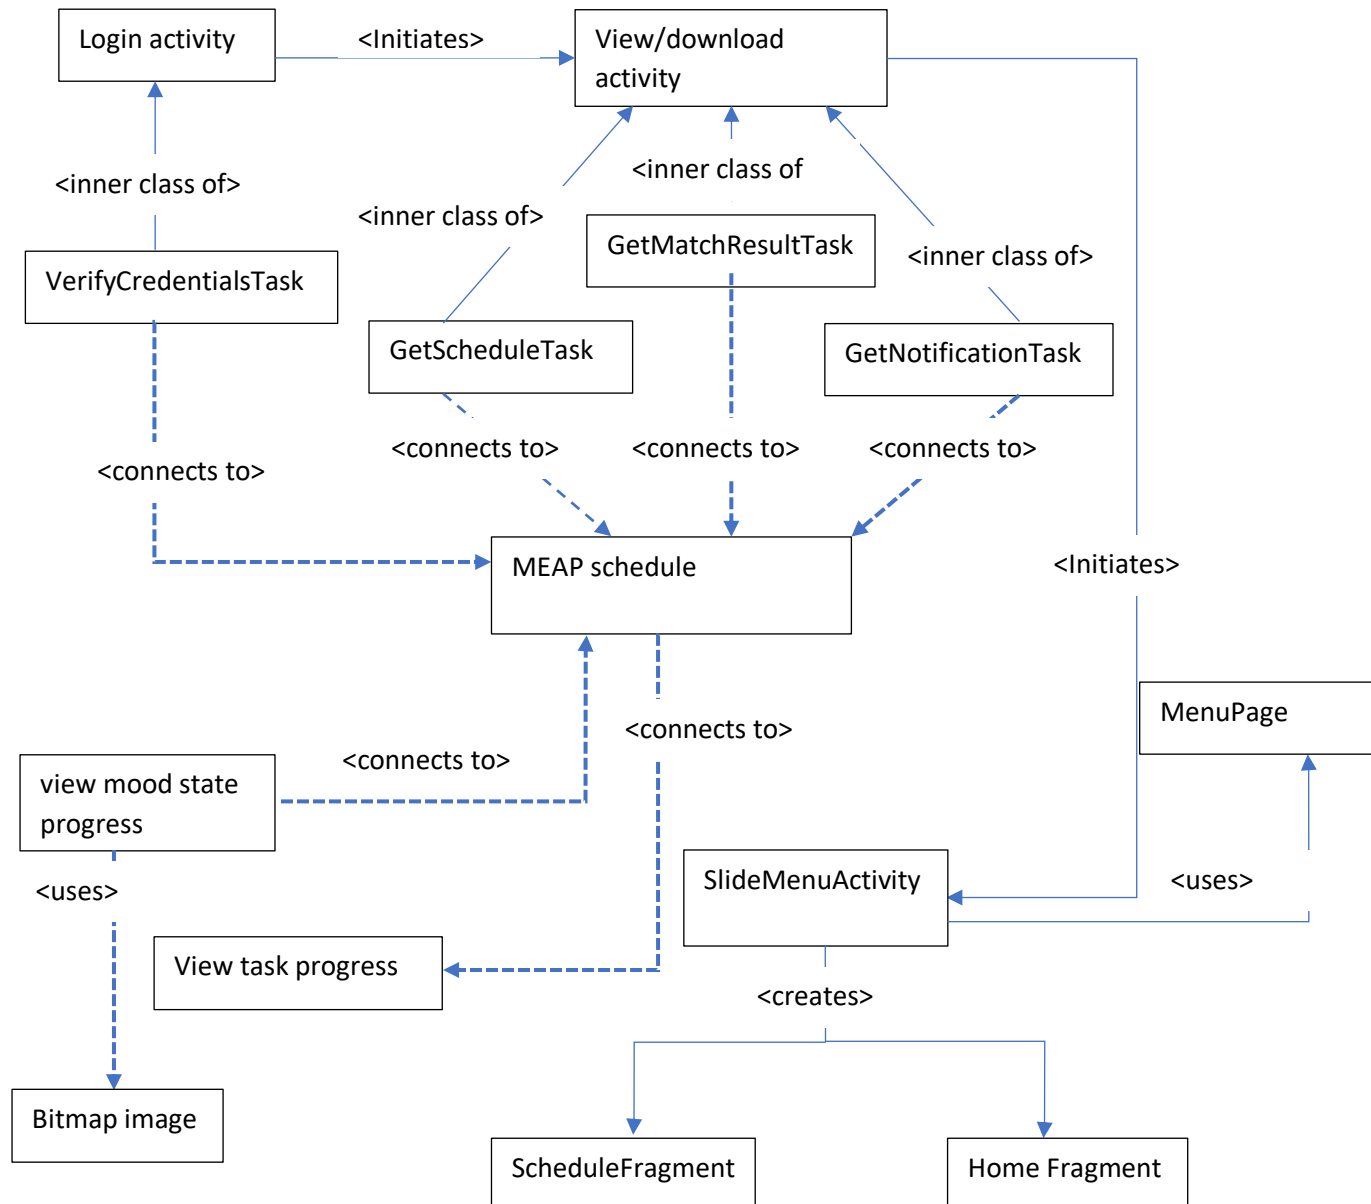 Login activity
<Initiates>
View/download
activity
<inner class of>
<inner class of>
<inner class of
<inner class of>
VerifyCredentialsTask
GetScheduleTask
GetMatchResultTask
GetNotificationTask
<connects to>
<connects to>
<connects to>
<connects to>
MEAP schedule
<Initiates>
MenuPage
<connects to>
<connects to>
view mood state
progress
<uses>
SlideMenuActivity
<uses>
View task progress
<creates>
Bitmap image
ScheduleFragment
Home Fragment